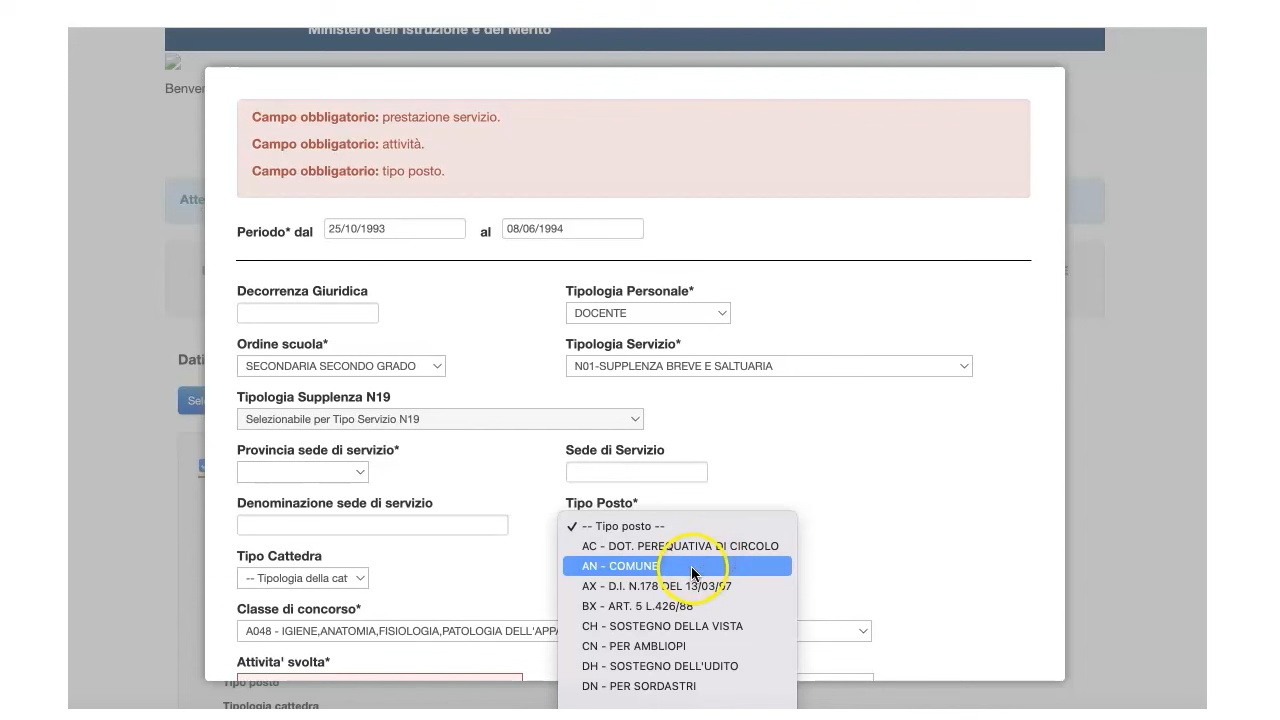 Ministero dell'Istruzione e del Merito
Benver
Campo obbligatorio: prestazione servizio.
Campo obbligatorio: attività.
Campo obbligatorio: tipo posto.
Atte
Periodo* dal 25/10/1993 al 08/06/1994
Decorrenza Giuridica
Tipologia Personale*
DOCENTE
Ordine scuola*
Tipologia Servizio*
Dati
SECONDARIA SECONDO GRADO
N01-SUPPLENZA BREVE E SALTUARIA
Tipologia Supplenza N19
Sel
Selezionabile per Tipo Servizio N19
Provincia sede di servizio*
Sede di Servizio
Denominazione sede di servizio
Tipo Posto*
✓ -- Tipo posto --
AC - DOT. PEREQUATIVA DI CIRCOLO
AN - COMUNE
AX - D.I. N.178 DEL 13/03/97
BX - ART. 5 L.426/88
CH - SOSTEGNO DELLA VISTA
CN - PER AMBLIOPI
DH - SOSTEGNO DELL'UDITO
DN - PER SORDASTRI
Tipo Cattedra
-- Tipologia della cat
Classe di concorso*
A048 - IGIENE,ANATOMIA,FISIOLOGIA,PATOLOGIA DELL'APPA
Attivita' svolta*
Tipo posto
Tipologia cattedra